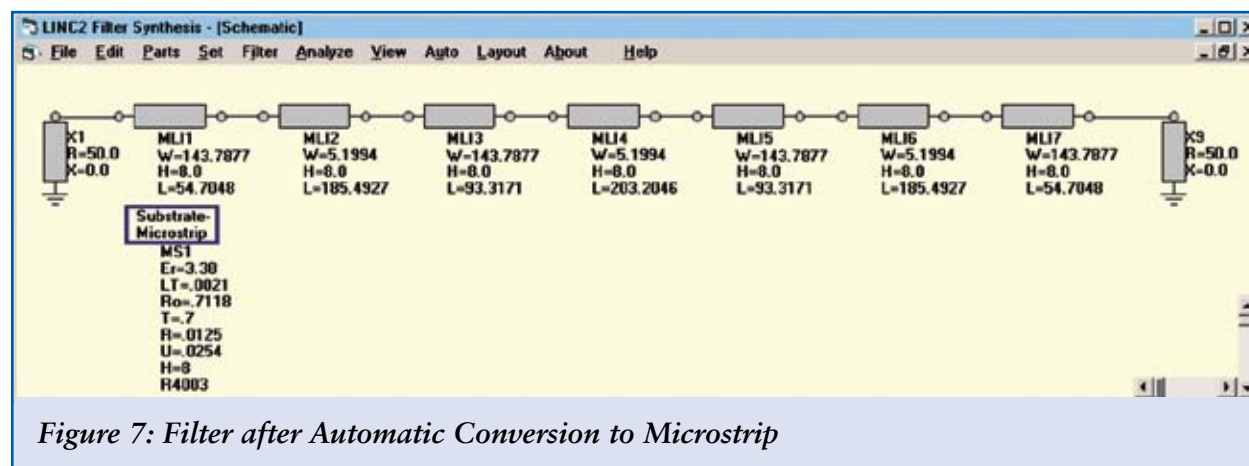 LINC2 Filter Synthesis - [Schematic]
File Edit Parts Set Filter Analyze View Auto Layout About Help
X1
R=50.0
X=0.0
MLI1
W=143.7877
H=8.0
L=54.7048
MLI2
W=5.1994
H=8.0
L=185.4927
MLI3
W=143.7877
H=8.0
L=93.3171
MLI4
W=5.1994
H=8.0
L=203.2046
MLI5
W=143.7877
H=8.0
L=93.3171
MLI6
W=5.1994
H=8.0
L=185.4927
MLI7
W=143.7877
H=8.0
L=54.7048
X9
R=50.0
X=0.0
Substrate-
Microstrip
MS1
Er=3.38
LT=.0021
Ro=.7118
T=.7
R=.0125
U=.0254
H=8
R4003
Figure 7: Filter after Automatic Conversion to Microstrip